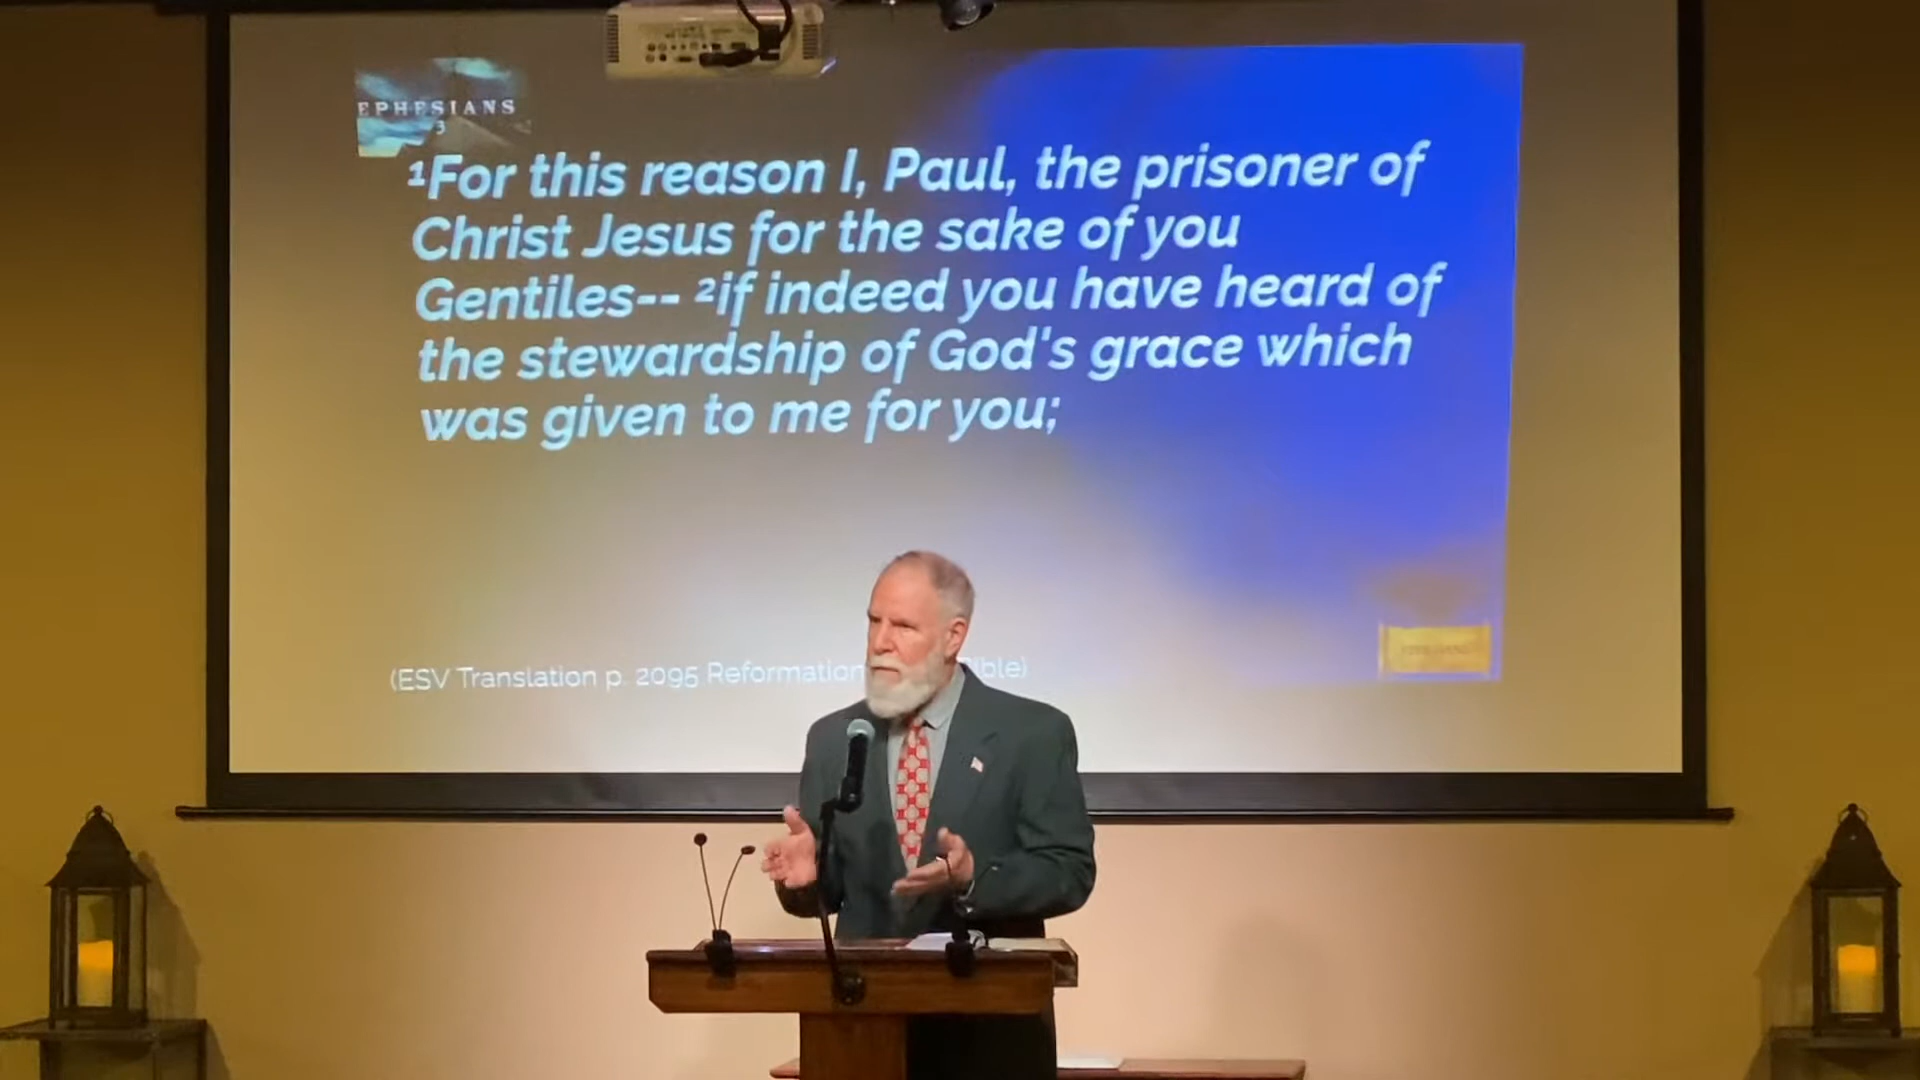 EPHESIANS
3
¹For this reason I, Paul, the prisoner of
Christ Jesus for the sake of you
Gentiles-- ²if indeed you have heard of
the stewardship of God's grace which
was given to me for you;
(ESV Translation p. 2095 Reformation ible)